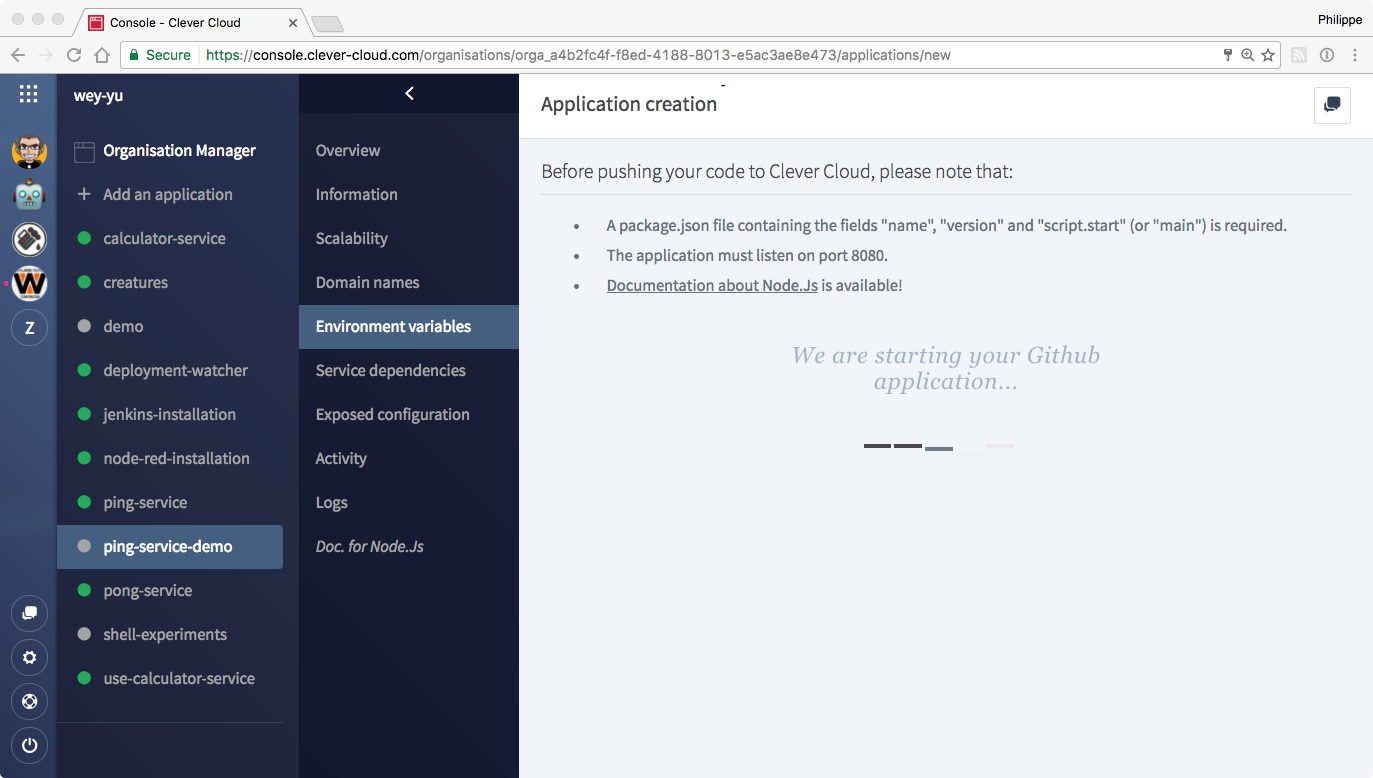 Console - Clever Cloud
Philippe
Secure
https://console.clever-cloud.com/organisations/orga_a4b2fc4f-f8ed-4188-8013-e5ac3ae8e473/applications/new
wey-yu
Organisation Manager
+ Add an application
calculator-service
creatures
demo
deployment-watcher
jenkins-installation
node-red-installation
ping-service
ping-service-demo
pong-service
shell-experiments
use-calculator-service
W
Z
Overview
Information
Scalability
Domain names
Environment variables
Service dependencies
Exposed configuration
Activity
Logs
Doc. for Node.Js
Application creation
Before pushing your code to Clever Cloud, please note that:
• A package.json file containing the fields "name", "version" and "script.start" (or "main") is required.
• The application must listen on port 8080.
• Documentation about Node.Js is available!
We are starting your Github
application...